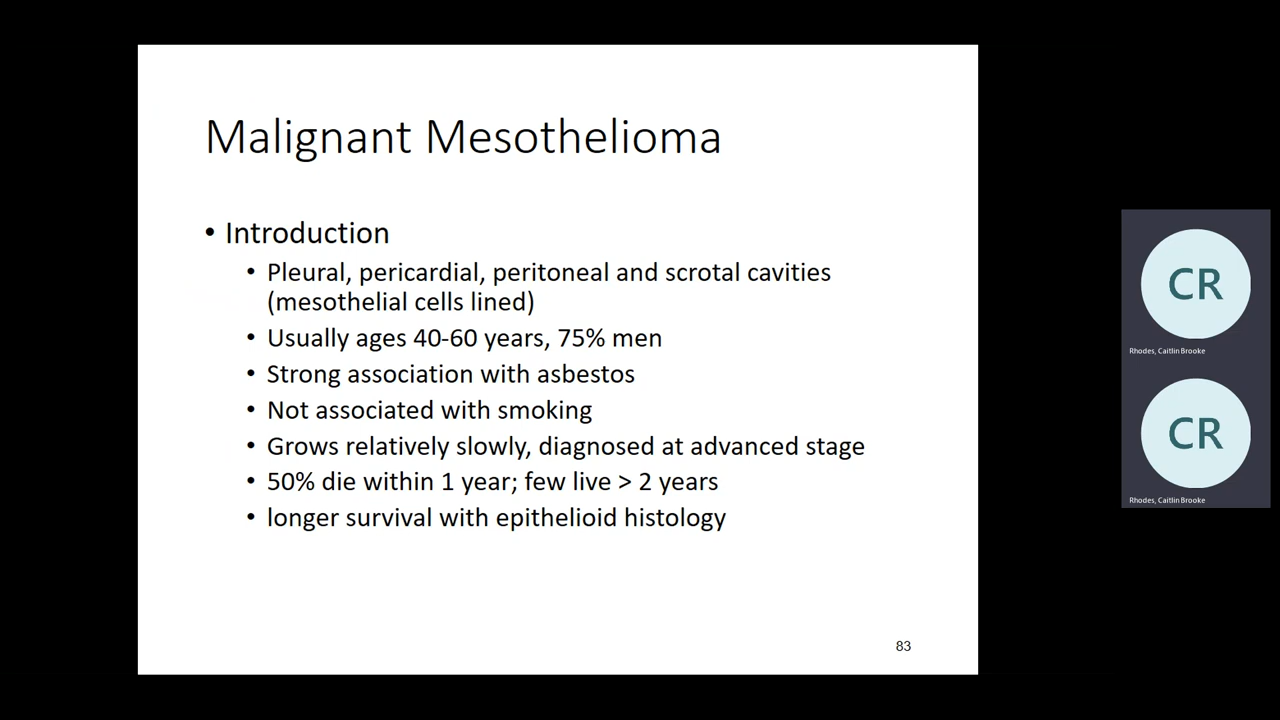 Malignant Mesothelioma
• Introduction
• Pleural, pericardial, peritoneal and scrotal cavities
(mesothelial cells lined)
• Usually ages 40-60 years, 75% men
• Strong association with asbestos
• Not associated with smoking
• Grows relatively slowly, diagnosed at advanced stage
• 50% die within 1 year; few live > 2 years
• longer survival with epithelioid histology
83
CR
Rhodes, Caitlin Brooke
CR
Rhodes, Caitlin Brooke